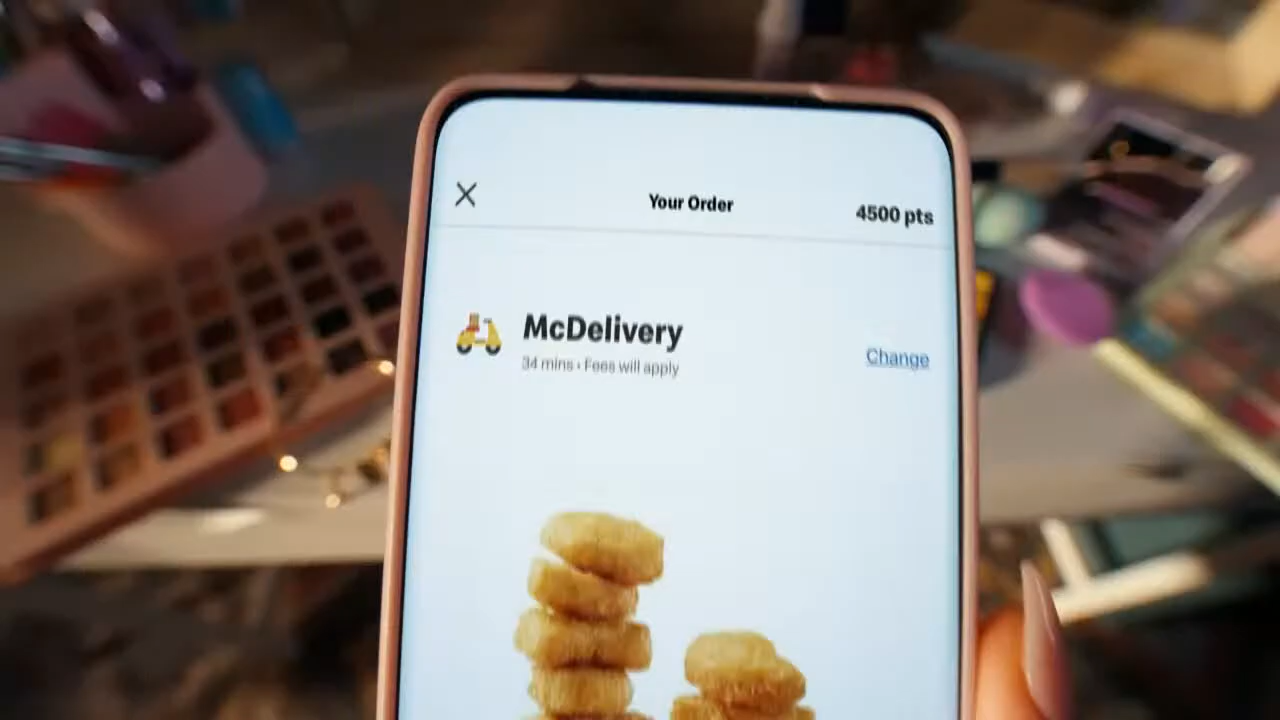 Your Order
4500 pts
McDelivery
34 mins • Fees will apply
Change